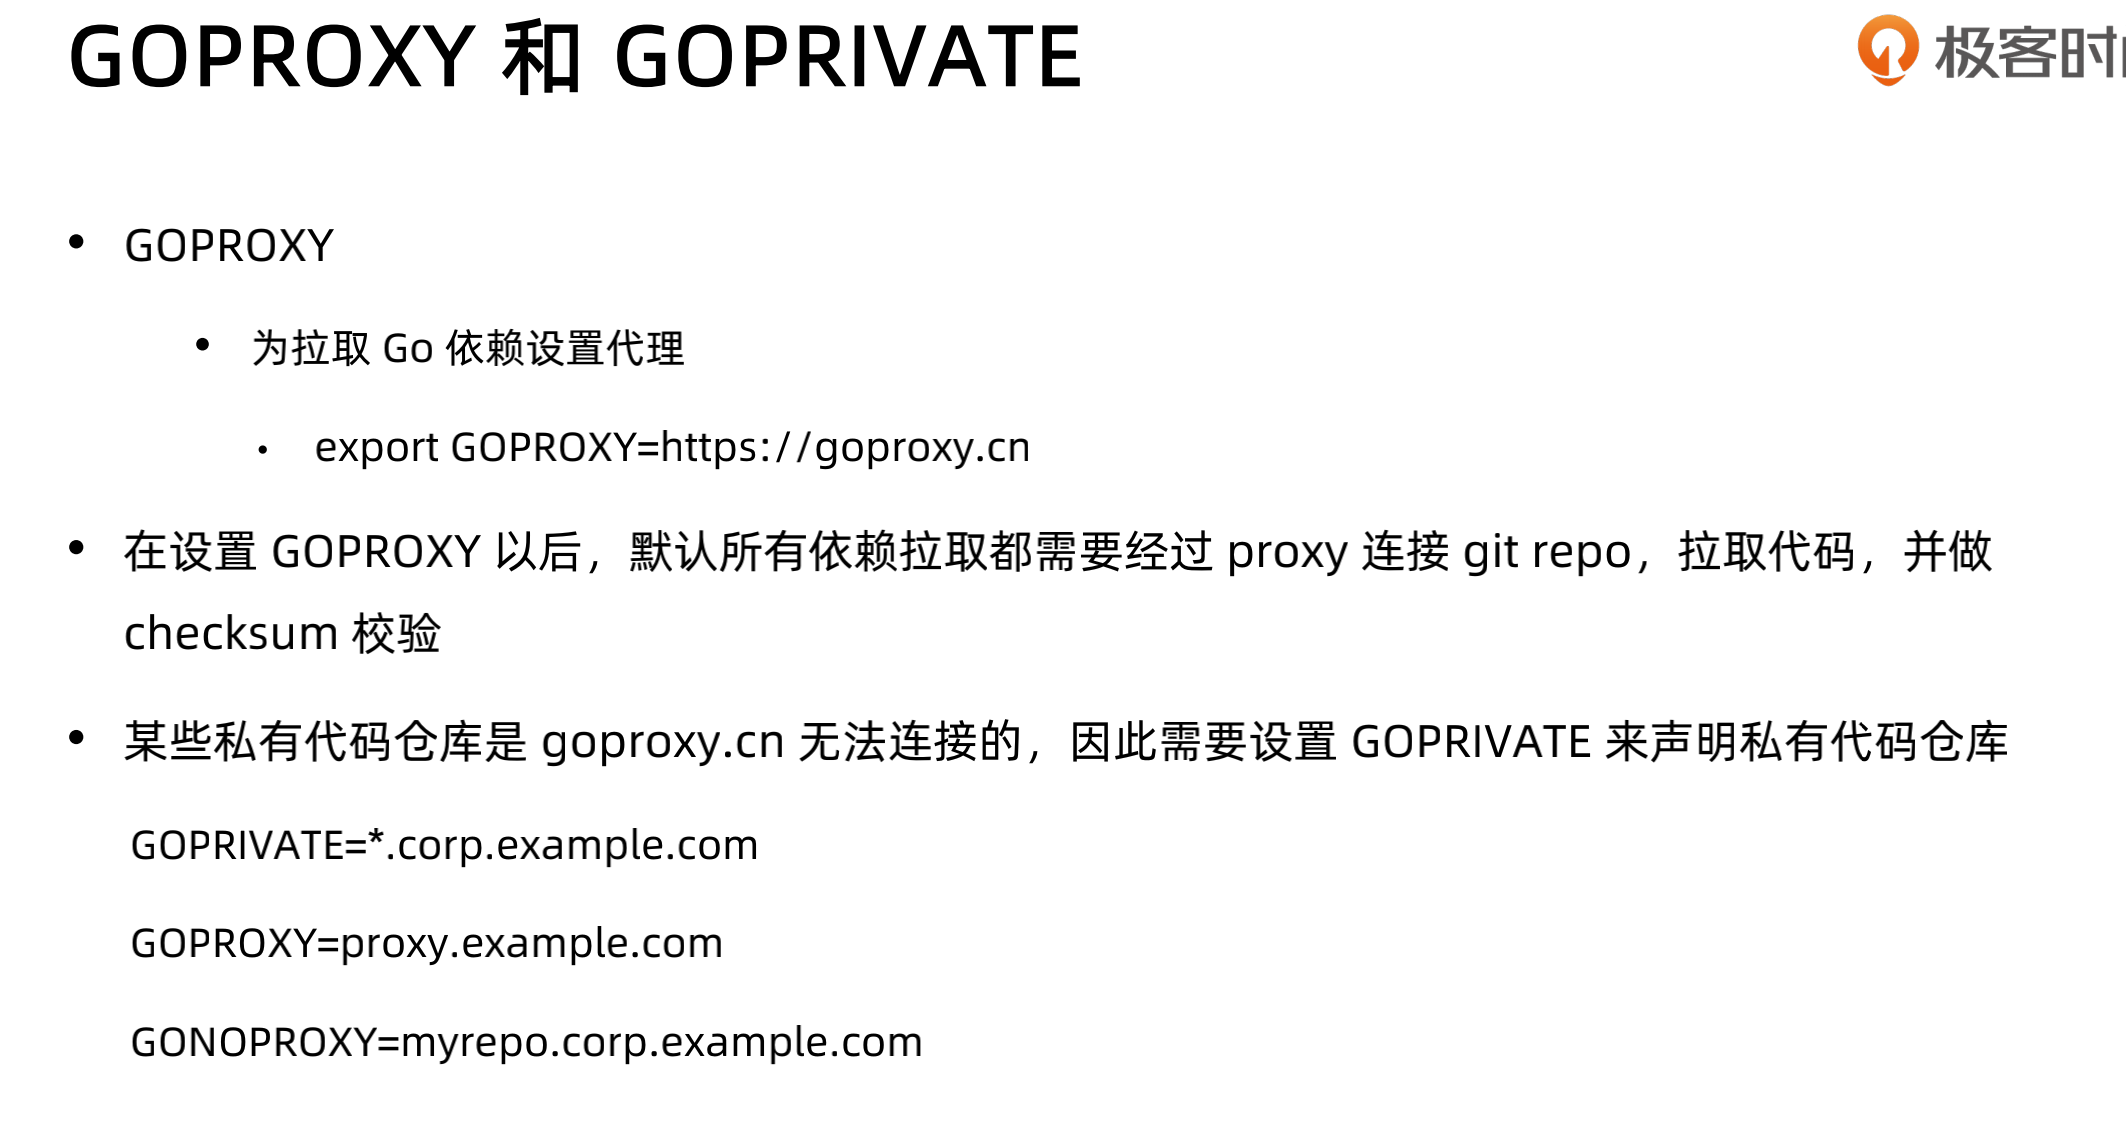 GOPROXY 和 GOPRIVATE
极客时间
GOPROXY
为拉取 Go 依赖设置代理
export GOPROXY=https://goproxy.cn
在设置 GOPROXY 以后，默认所有依赖拉取都需要经过 proxy 连接 git repo，拉取代码，并做
checksum 校验
某些私有代码仓库是 goproxy.cn 无法连接的，因此需要设置 GOPRIVATE 来声明私有代码仓库
GOPRIVATE=*.corp.example.com
GOPROXY=proxy.example.com
GONOPROXY=myrepo.corp.example.com